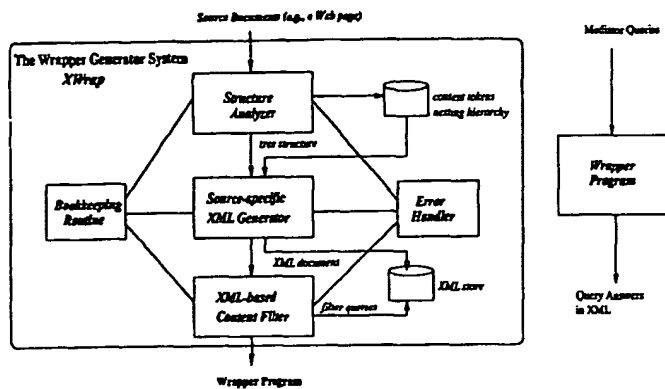 Source Documents (e.g., a Web page)
The Wrapper Generator System
XWrap
Structure
Analyzer
content tokens
nesting hierarchy
tree structure
Bookkeeping
Routine
Source-specific
XML Generator
Error
Handler
XML document
XML store
XML-based
Content Filter
filter queries
Wrapper Program
Mediator Queries
Wrapper
Program
Query Answers
in XML